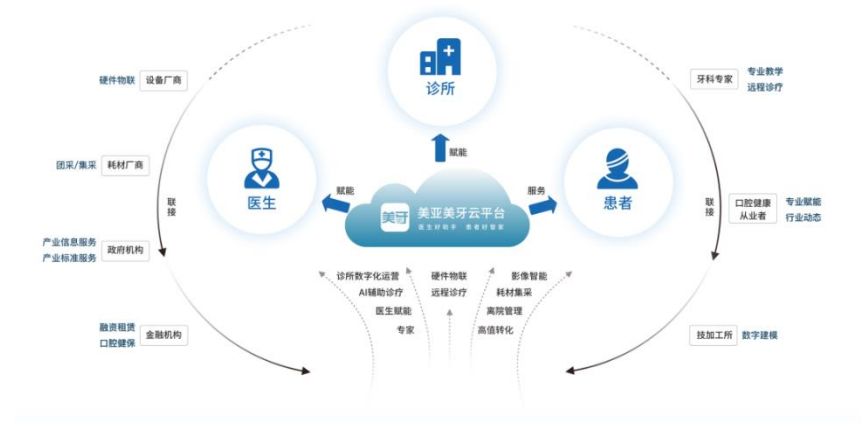 诊所
硬件物联
设备厂商
牙科专家
专业教学
远程诊疗
赋能
团采/集采
耗材厂商
医生
赋能
服务
患者
美牙
美亚美牙云平台
医生好助手 患者好管家
联接
联接
口腔健康
从业者
专业赋能
行业动态
产业信息服务
产业标准服务
政府机构
诊所数字化运营
硬件物联
影像智能
AI辅助诊疗
远程诊疗
耗材集采
医生赋能
离院管理
专家
高值转化
融资租赁
口腔健保
金融机构
技加工所
数字建模